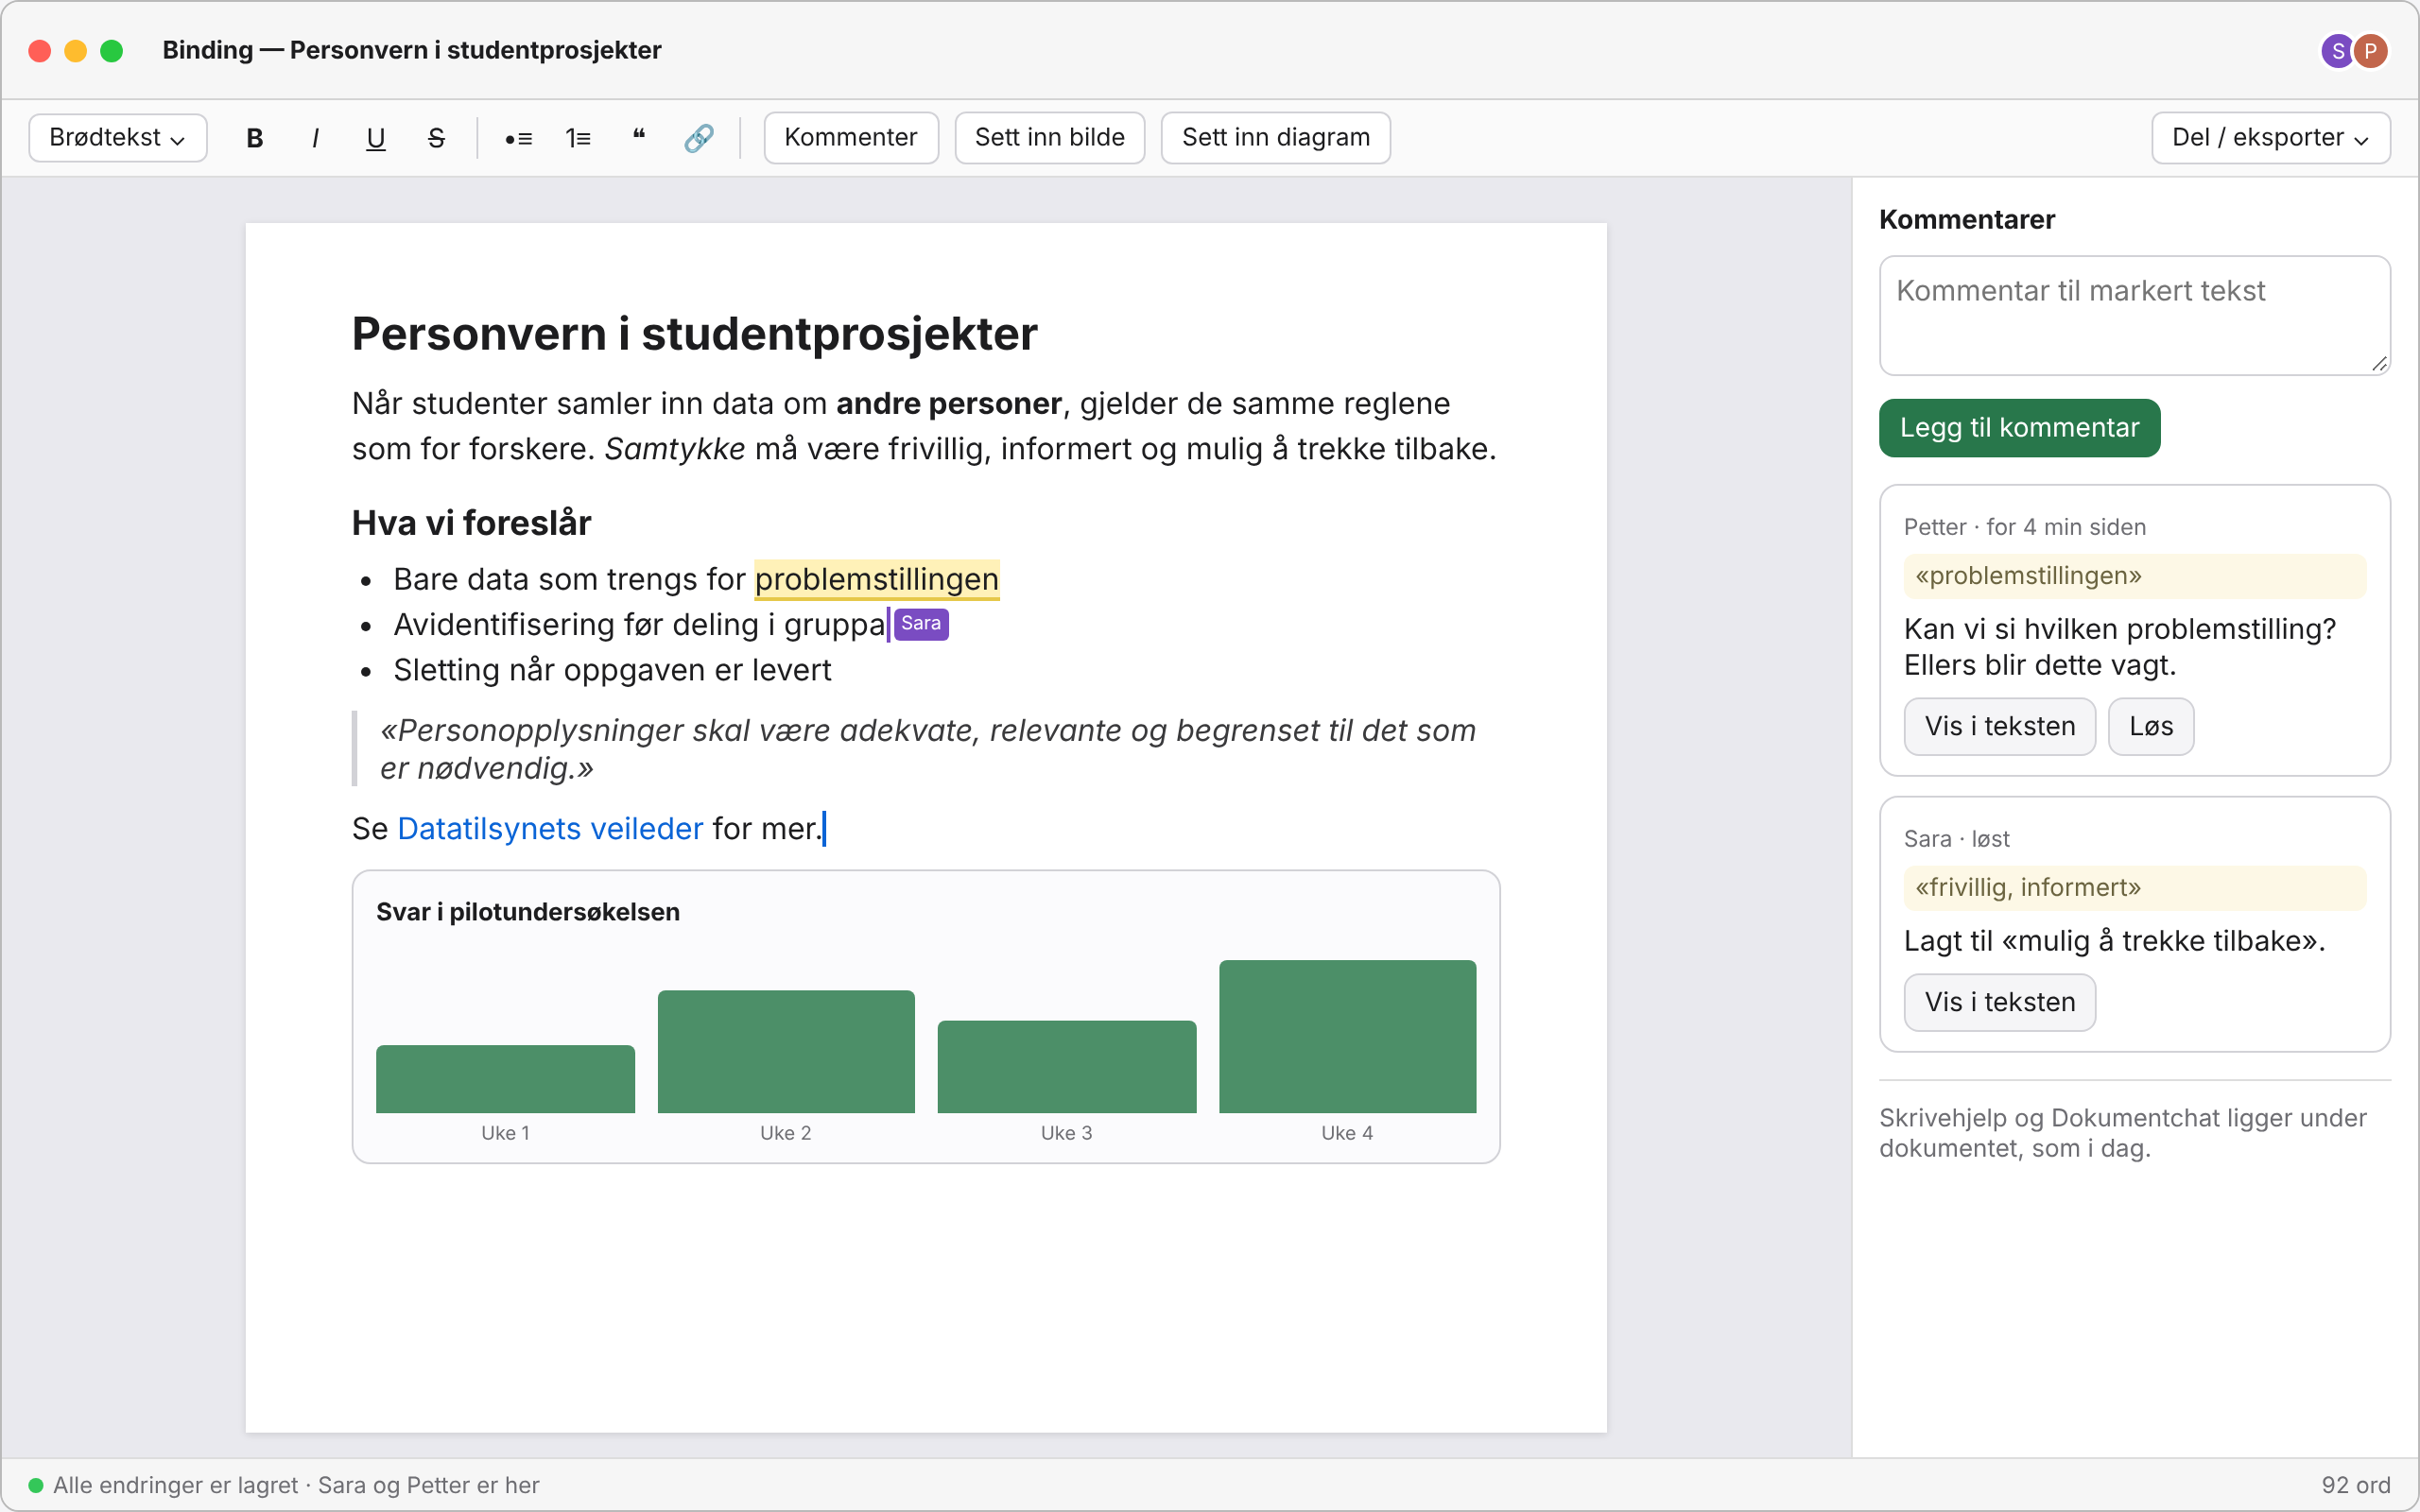 Binding — Personvern i studentprosjekter
S P
Brødtekst
B I U S 1 ❝
Kommenter
Sett inn bilde
Sett inn diagram
Del / eksporter
Personvern i studentprosjekter
Når studenter samler inn data om andre personer, gjelder de samme reglene
som for forskere. Samtykke må være frivillig, informert og mulig å trekke tilbake.
Hva vi foreslår
• Bare data som trengs for problemstillingen
• Avidentifisering før deling i gruppa Sara
• Sletting når oppgaven er levert
«Personopplysninger skal være adekvate, relevante og begrenset til det som
er nødvendig.»
Se Datatilsynets veileder for mer.
Svar i pilotundersøkelsen
Uke 1 Uke 2 Uke 3 Uke 4
Kommentarer
Kommentar til markert tekst
Legg til kommentar
Petter · for 4 min siden
«problemstillingen»
Kan vi si hvilken problemstilling?
Ellers blir dette vagt.
Vis i teksten
Løs
Sara · løst
«frivillig, informert»
Lagt til «mulig å trekke tilbake».
Vis i teksten
Skrivehjelp og Dokumentchat ligger under
dokumentet, som i dag.
Alle endringer er lagret · Sara og Petter er her
92 ord